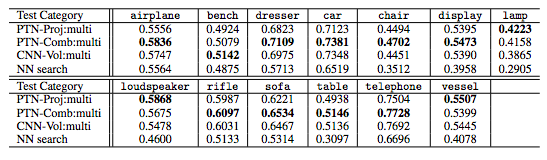 Test Category airplane bench dresser car chair display lamp
PTN-Proj:multi 0.5556 0.4924 0.6823 0.7123 0.4494 0.5395 0.4223
PTN-Comb:multi 0.5836 0.5079 0.7109 0.7381 0.4702 0.5473 0.4158
CNN-Vol:multi 0.5747 0.5142 0.6975 0.7348 0.4451 0.5390 0.3865
NN search 0.5564 0.4875 0.5713 0.6519 0.3512 0.3958 0.2905
Test Category loudspeaker rifle sofa table telephone vessel
PTN-Proj:multi 0.5868 0.5987 0.6221 0.4938 0.7504 0.5507
PTN-Comb:multi 0.5675 0.6097 0.6534 0.5146 0.7728 0.5399
CNN-Vol:multi 0.5478 0.6031 0.6467 0.5136 0.7692 0.5445
NN search 0.4600 0.5133 0.5314 0.3097 0.6696 0.4078